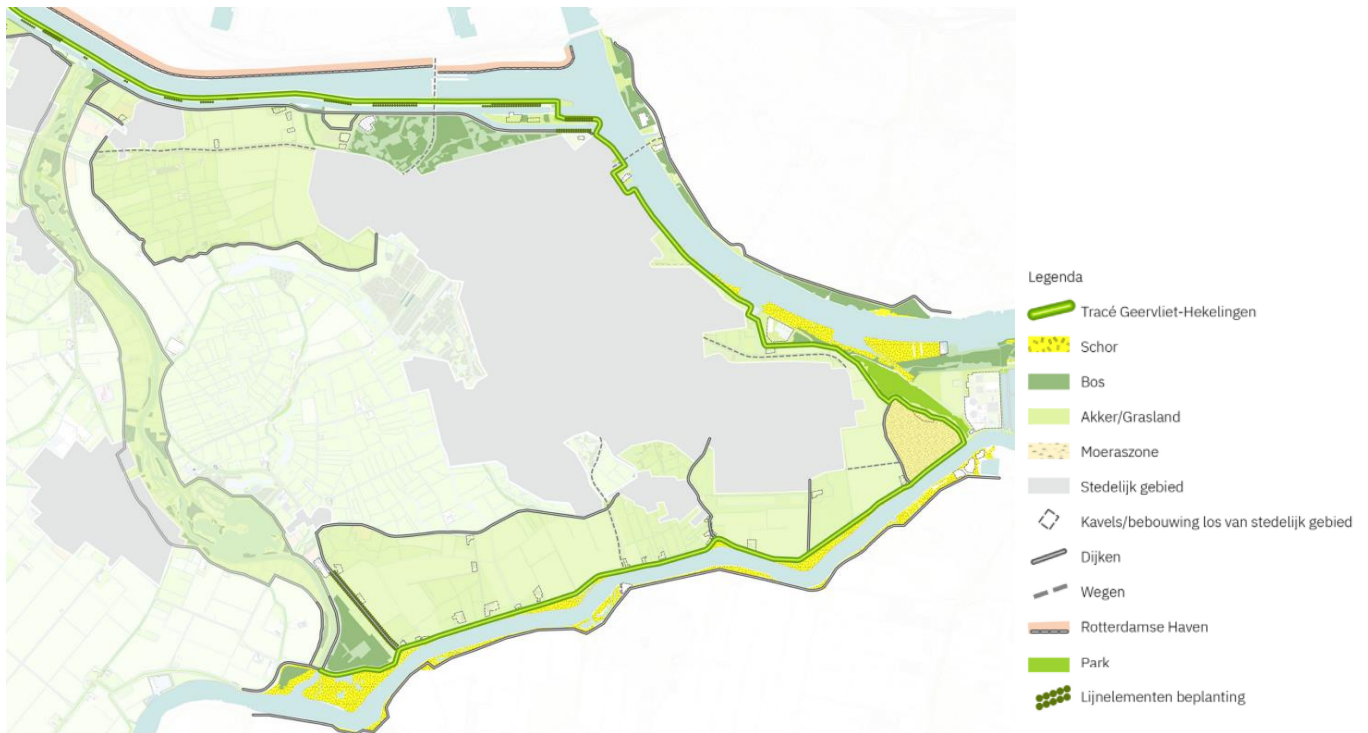 Legenda
Tracé Geervliet-Hekelingen
Schor
Bos
Akker/Grasland
Moeraszone
Stedelijk gebied
Kavels/bebouwing los van stedelijk gebied
Dijken
Wegen
Rotterdamse Haven
Park
Lijnelementen beplanting